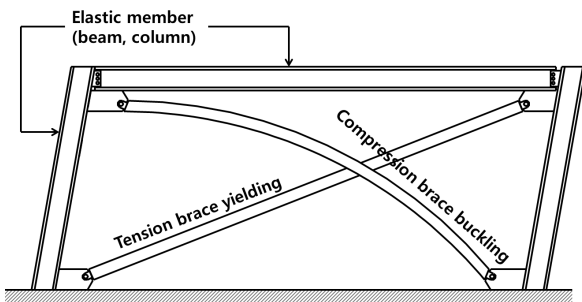 Elastic member
(beam, column)
Compression brace buckling
Tension brace yielding